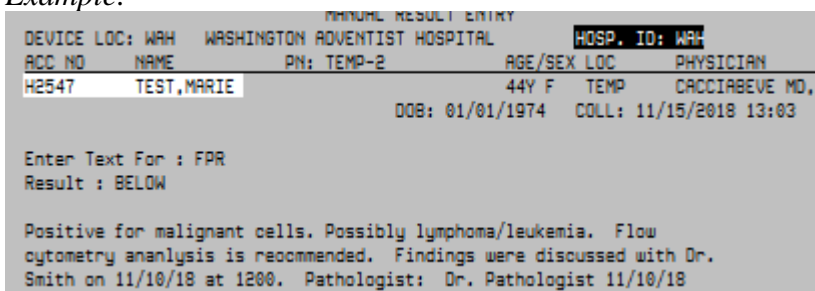 Example:
MANUAL RESULT ENTRY
DEVICE LOC: WAH WASHINGTON ADVENTIST HOSPITAL HOSP. ID: WAH
ACC NO NAME PN: TEMP-2 AGE/SEX LOC PHYSICIAN
H2547 TEST,MARIE 44Y F TEMP CACCIABEVE MD,
DOB: 01/01/1974 COLL: 11/15/2018 13:03
Enter Text For : FPR
Result : BELOW
Positive for malignant cells. Possibly lymphoma/leukemia. Flow
cytometry ananlysis is recommended. Findings were discussed with Dr.
Smith on 11/10/18 at 1200. Pathologist: Dr. Pathologist 11/10/18